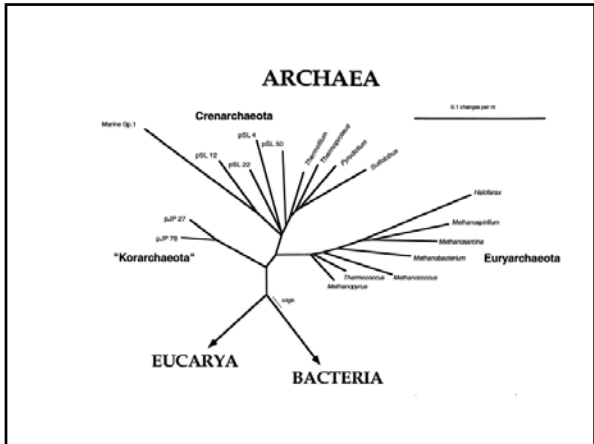 ARCHAEA
0.1 changes per nt
Crenarchaeota
Marine Gp.1
pSL 4
pSL 50
pSL 12
pSL 22
Thermofilum
Thermoproteus
Pyrodictium
Sulfolobus
Haloferax
pJP 27
Methanospirillum
pJP 78
Methanosarcina
"Korarchaeota"
Methanobacterium
Euryarchaeota
Thermococcus
Methanococcus
Methanopyrus
origin
EUCARYA
BACTERIA